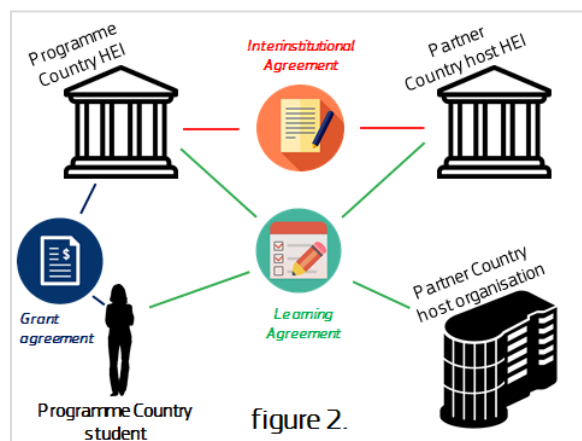 Programme
Country HEI
Interinstitutional
Agreement
Partner
Country host HEI
$
Grant
agreement
Learning
Agreement
Partner Country
host organisation
Programme Country
student
figure 2.